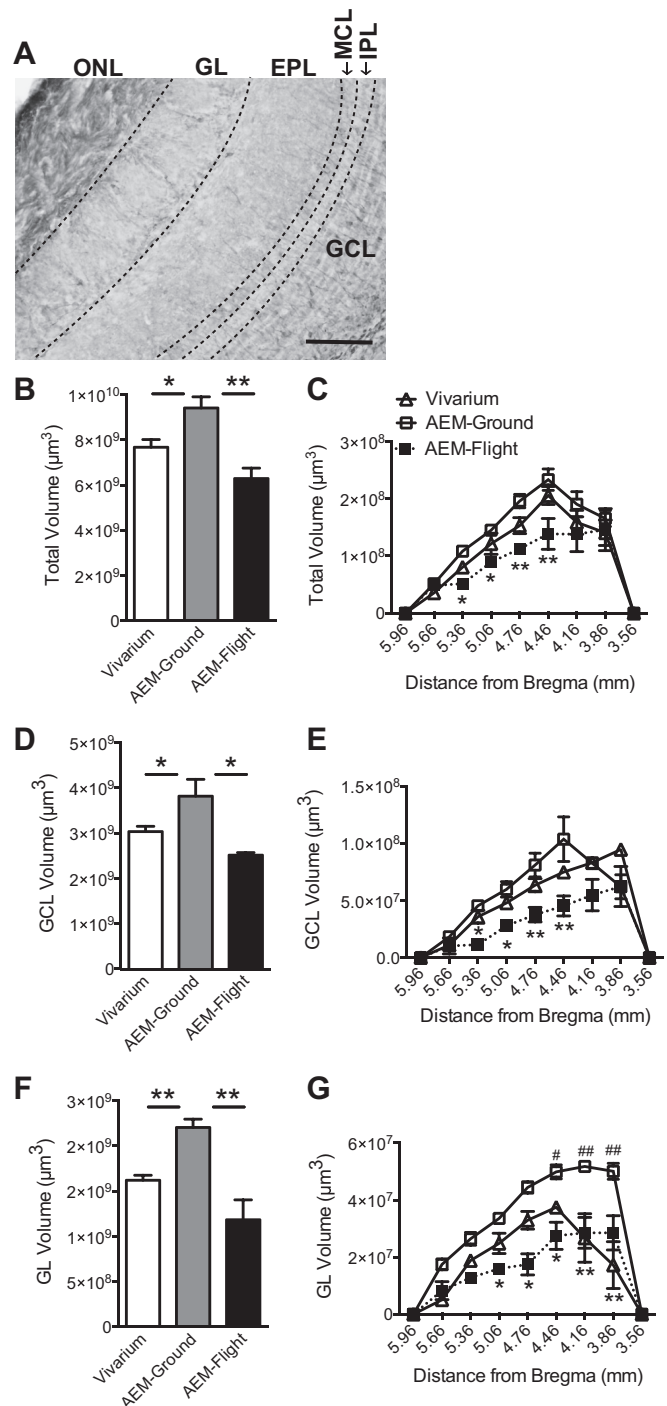 A
ONL GL EPL ←MCL ←IPL
GCL
B
Total Volume (µm³)
1×10¹⁰
8×10⁹
6×10⁹
4×10⁹
2×10⁹
0
* **
Vivarium
AEM-Ground
AEM-Flight
C
Vivarium
AEM-Ground
AEM-Flight
Total Volume (µm³)
3×10⁸
2×10⁸
1×10⁸
0
* * ** **
5.96 5.66 5.36 5.06 4.76 4.46 4.16 3.86 3.56
Distance from Bregma (mm)
D
GCL Volume (µm³)
5×10⁹
4×10⁹
3×10⁹
2×10⁹
1×10⁹
0
* *
Vivarium
AEM-Ground
AEM-Flight
E
GCL Volume (µm³)
1.5×10⁸
1.0×10⁸
5.0×10⁷
0.0
* * ** **
5.96 5.66 5.36 5.06 4.76 4.46 4.16 3.86 3.56
Distance from Bregma (mm)
F
GL Volume (µm³)
3×10⁹
2×10⁹
2×10⁹
1×10⁹
5×10⁸
0
** **
Vivarium
AEM-Ground
AEM-Flight
G
GL Volume (µm³)
6×10⁷
4×10⁷
2×10⁷
0
# ## ##
* * * ** **
5.96 5.66 5.36 5.06 4.76 4.46 4.16 3.86 3.56
Distance from Bregma (mm)